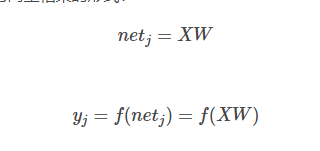 net_j = XW
y_j = f(net_j) = f(XW)